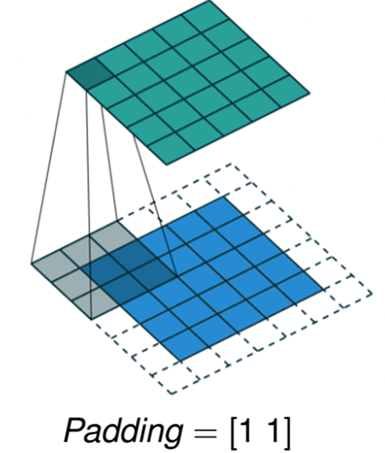 Padding = [1 1]